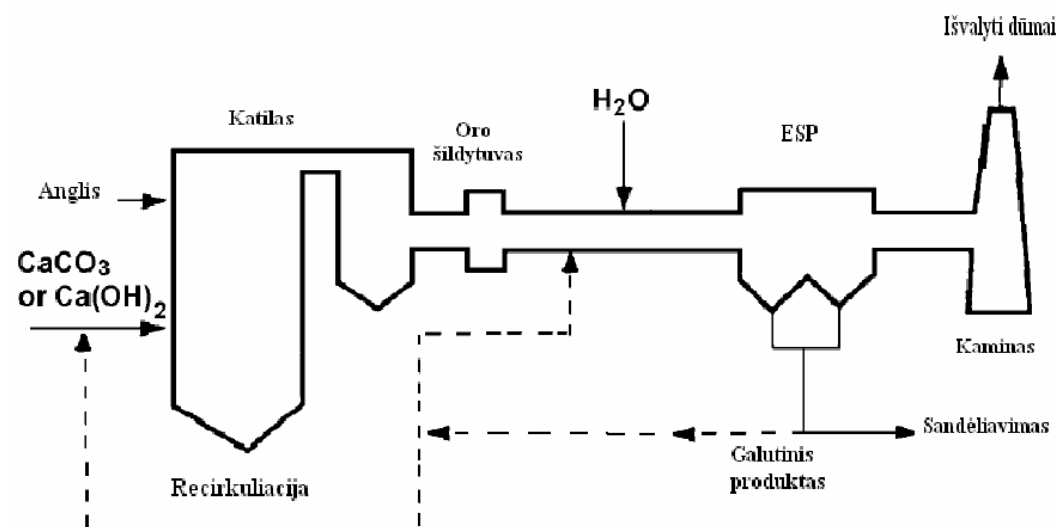 Išvalyti dūmai
H₂O
Katilas
Oro
šildytuvas
ESP
Anglis
CaCO₃
or Ca(OH)₂
Kaminas
Sandėliavimas
Galutinis
produktas
Recirkuliacija